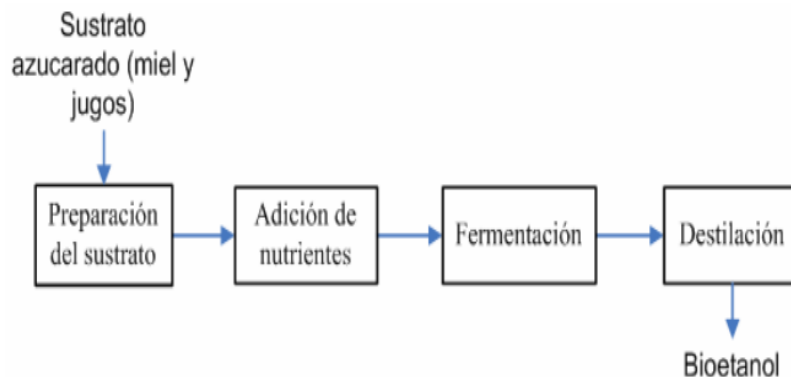 Sustrato
azucarado (miel y
jugos)
Preparación
del sustrato
Adición de
nutrientes
Fermentación
Destilación
Bioetanol